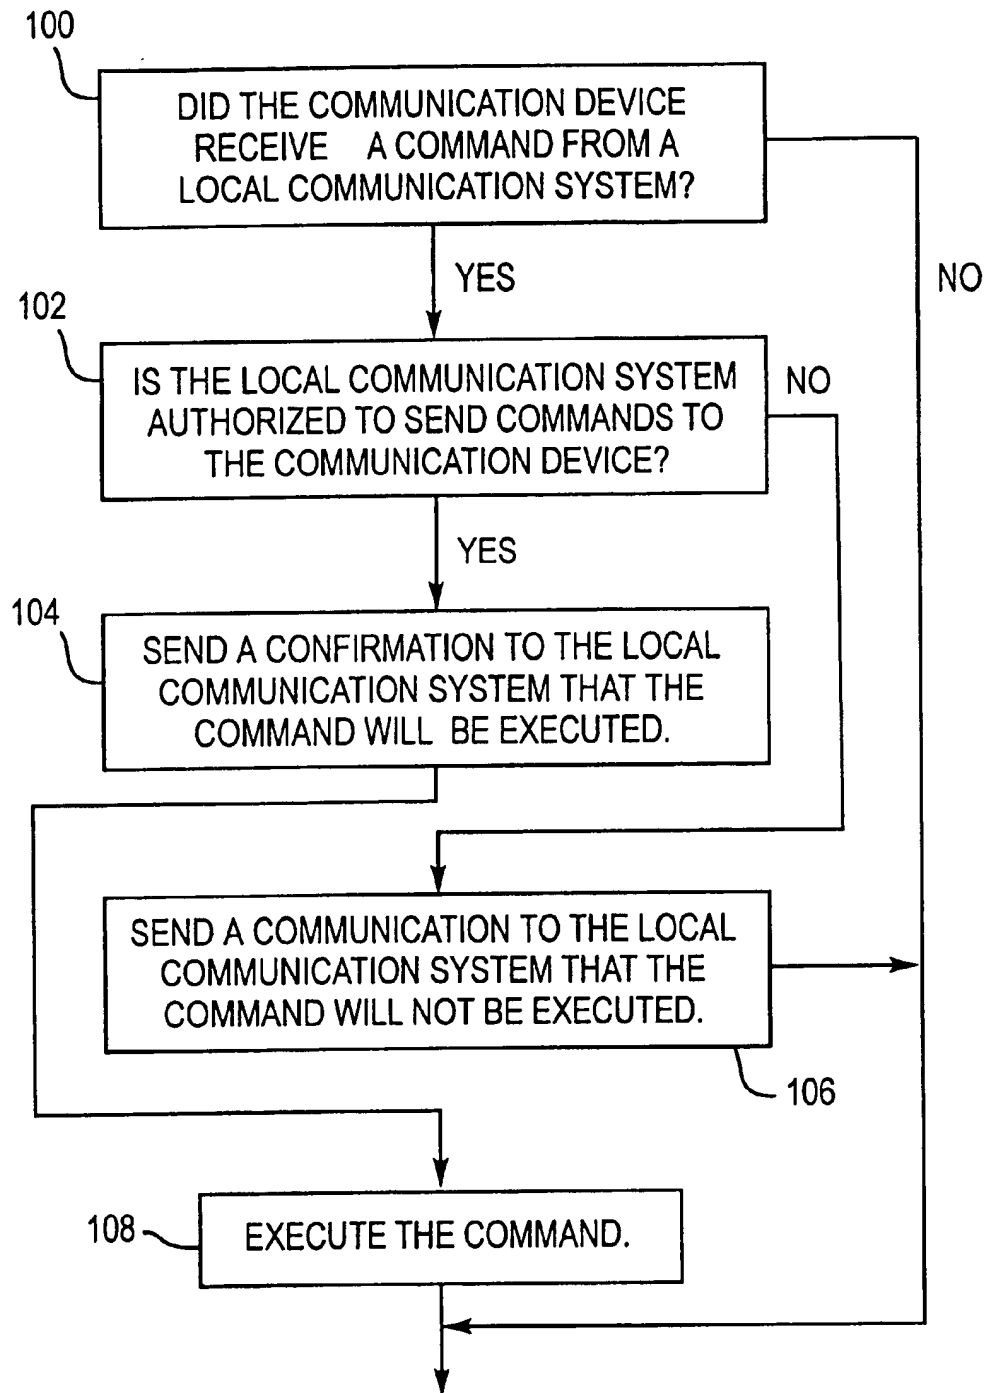 100
DID THE COMMUNICATION DEVICE
RECEIVE A COMMAND FROM A
LOCAL COMMUNICATION SYSTEM?
YES
NO
102
IS THE LOCAL COMMUNICATION SYSTEM
AUTHORIZED TO SEND COMMANDS TO
THE COMMUNICATION DEVICE?
NO
YES
104
SEND A CONFIRMATION TO THE LOCAL
COMMUNICATION SYSTEM THAT THE
COMMAND WILL BE EXECUTED.
SEND A COMMUNICATION TO THE LOCAL
COMMUNICATION SYSTEM THAT THE
COMMAND WILL NOT BE EXECUTED.
106
108
EXECUTE THE COMMAND.